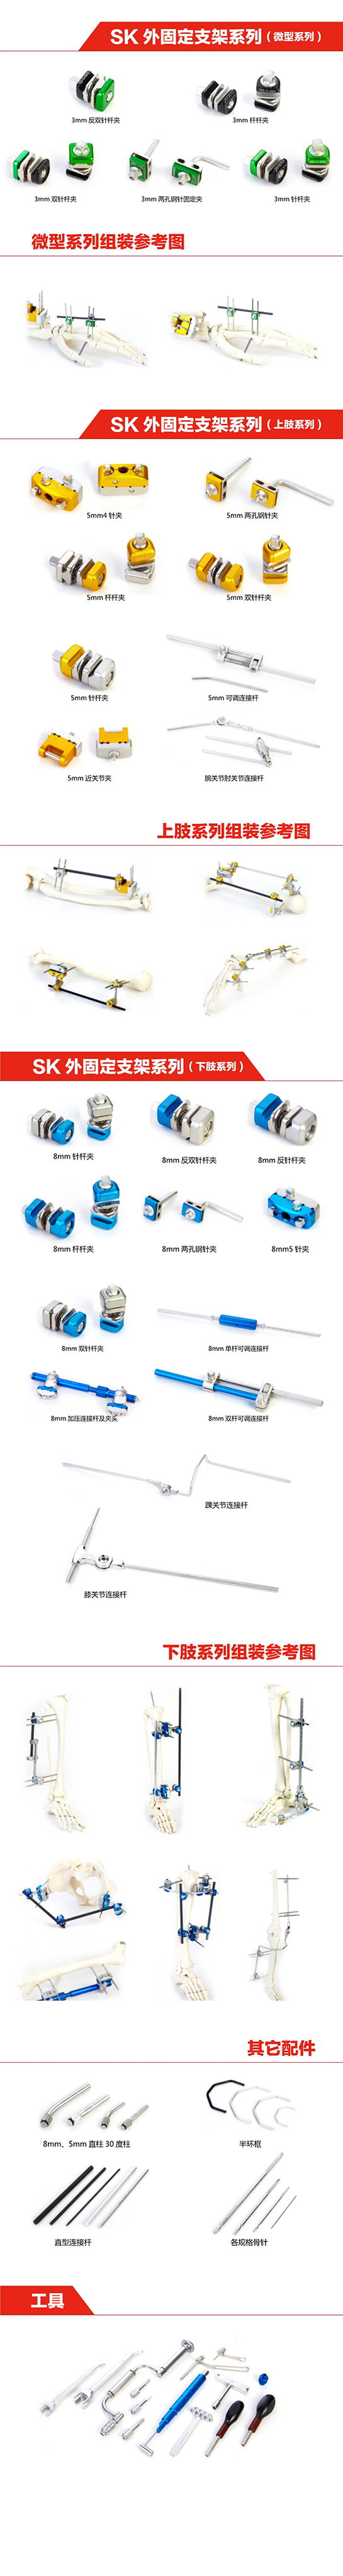 SK 外固定支架系列（微型系列）
3mm 反双针杆夹
3mm 杆杆夹
3mm 双针杆夹
3mm 两孔钢针固定夹
3mm 针杆夹
微型系列组装参考图
SK 外固定支架系列（上肢系列）
5mm4 针夹
5mm 两孔钢针夹
5mm 杆杆夹
5mm 双针杆夹
5mm 针杆夹
5mm 可调连接杆
5mm 近关节夹
腕关节肘关节连接杆
上肢系列组装参考图
SK 外固定支架系列（下肢系列）
8mm 针杆夹
8mm 反双针杆夹
8mm 反针杆夹
8mm 杆杆夹
8mm 两孔钢针夹
8mm5 针夹
8mm 双针杆夹
8mm 单杆可调连接杆
8mm 加压连接杆及夹头
8mm 双杆可调连接杆
踝关节连接杆
膝关节连接杆
下肢系列组装参考图
其它配件
8mm、5mm 直柱 30 度柱
半环框
直型连接杆
各规格骨针
工具